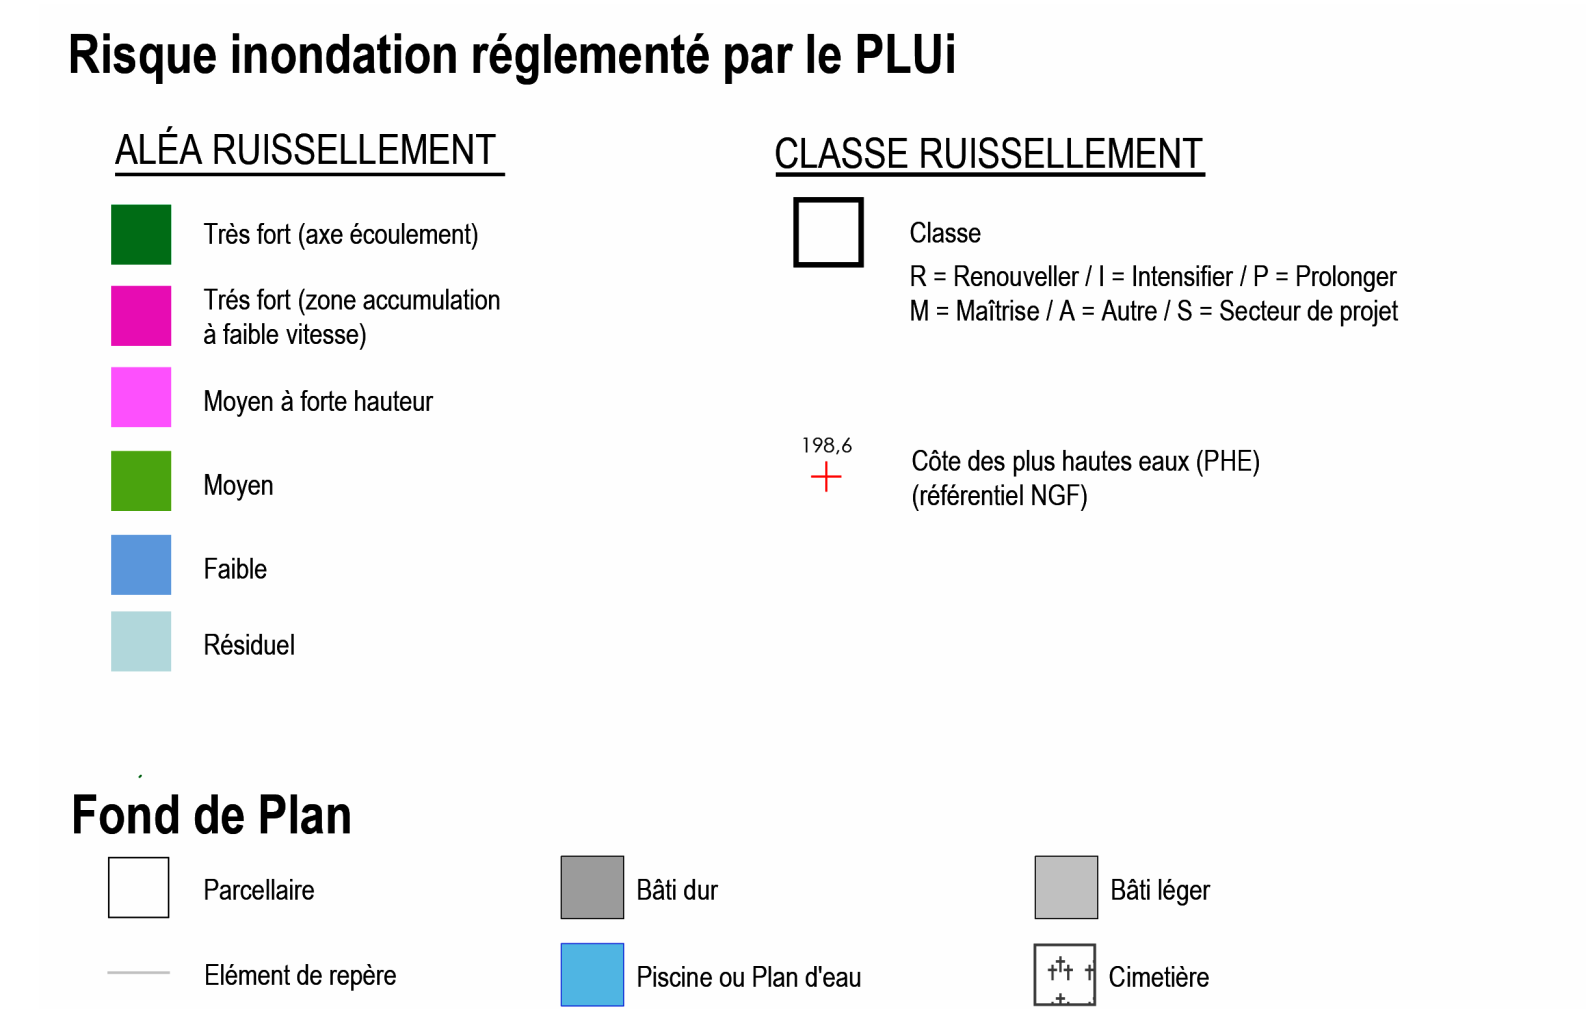 Risque inondation réglementé par le PLUi
ALÉA RUISSELLEMENT
Très fort (axe écoulement)
Trés fort (zone accumulation
à faible vitesse)
Moyen à forte hauteur
Moyen
Faible
Résiduel
CLASSE RUISSELLEMENT
Classe
R = Renouveller / I = Intensifier / P = Prolonger
M = Maîtrise / A = Autre / S = Secteur de projet
198,6
Côte des plus hautes eaux (PHE)
(référentiel NGF)
Fond de Plan
Parcellaire
Bâti dur
Bâti léger
Elément de repère
Piscine ou Plan d'eau
Cimetière